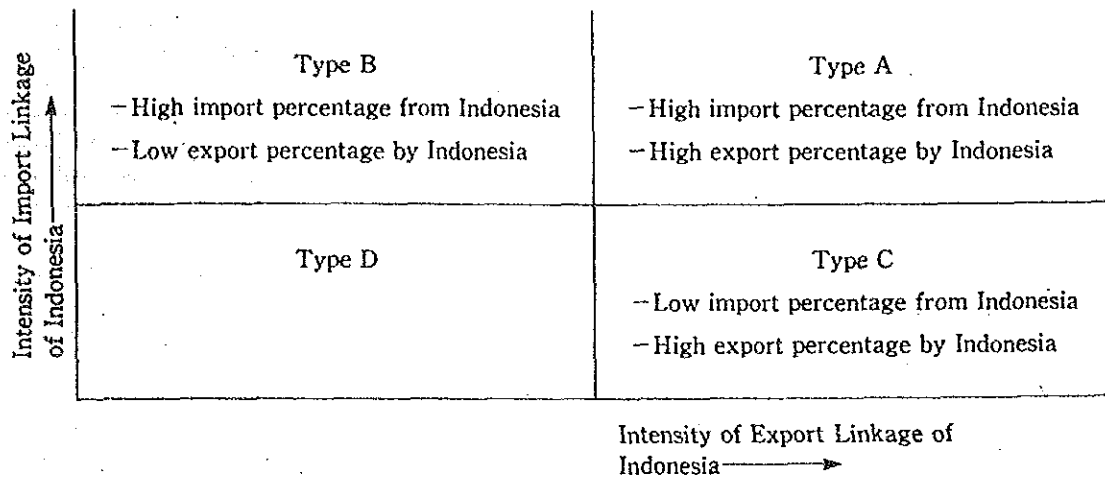 Intensity of Import Linkage
of Indonesia
Type B
-High import percentage from Indonesia
-Low export percentage by Indonesia
Type A
-High import percentage from Indonesia
-High export percentage by Indonesia
Type D
Type C
-Low import percentage from Indonesia
-High export percentage by Indonesia
Intensity of Export Linkage of
Indonesia